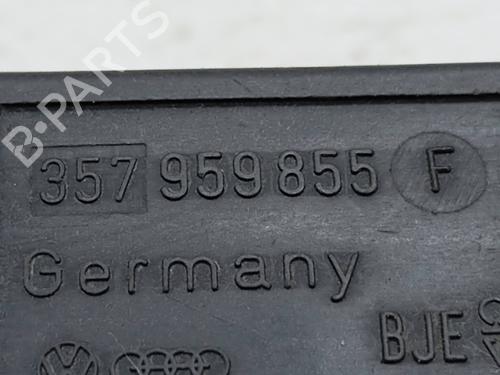 B-PARTS
357 959 855 F
Germany
BJE